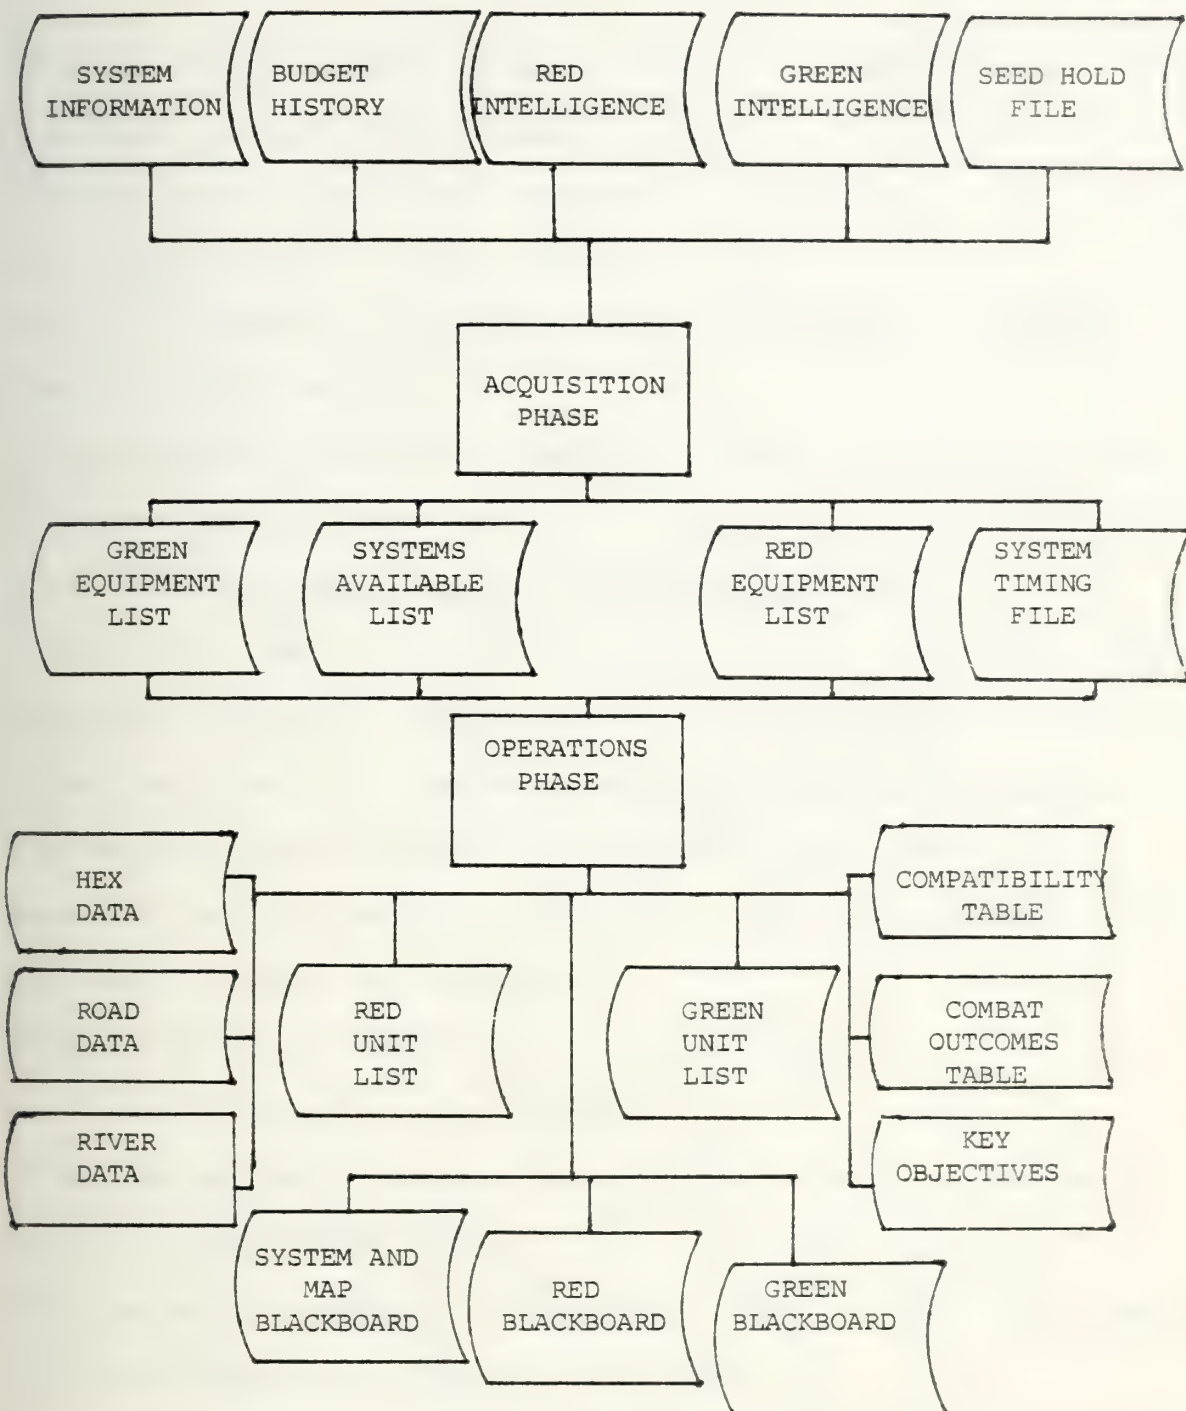 SYSTEM
INFORMATION
BUDGET
HISTORY
RED
INTELLIGENCE
GREEN
INTELLIGENCE
SEED HOLD
FILE
ACQUISITION
PHASE
GREEN
EQUIPMENT
LIST
SYSTEMS
AVAILABLE
LIST
RED
EQUIPMENT
LIST
SYSTEM
TIMING
FILE
OPERATIONS
PHASE
HEX
DATA
ROAD
DATA
RIVER
DATA
RED
UNIT
LIST
GREEN
UNIT
LIST
COMPATIBILITY
TABLE
COMBAT
OUTCOMES
TABLE
KEY
OBJECTIVES
SYSTEM AND
MAP
BLACKBOARD
RED
BLACKBOARD
GREEN
BLACKBOARD